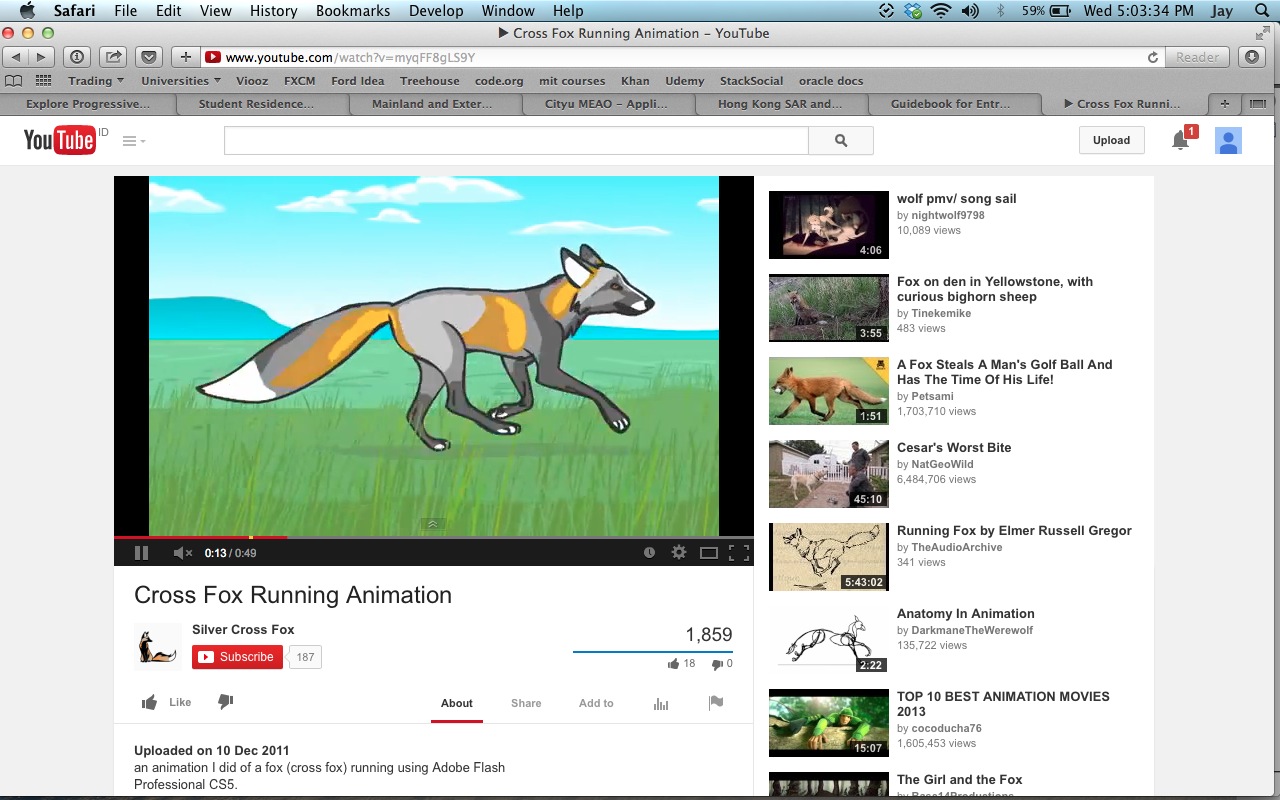 Safari File Edit View History Bookmarks Develop Window Help 59% Wed 5:03:34 PM Jay
▶ Cross Fox Running Animation – YouTube
www.youtube.com/watch?v=myqFF8gLS9Y Reader
Trading Universities Viooz FXCM Ford Idea Treehouse code.org mit courses Khan Udemy StackSocial oracle docs
Explore Progressive... Student Residence... Mainland and Exter... Cityu MEAO – Appli... Hong Kong SAR and... Guidebook for Entr... ▶ Cross Fox Runni...
YouTube ID Upload 1
0:13 / 0:49
Cross Fox Running Animation
Silver Cross Fox
Subscribe 187
1,859
18 0
Like About Share Add to
Uploaded on 10 Dec 2011
an animation I did of a fox (cross fox) running using Adobe Flash
Professional CS5.
wolf pmv/ song sail
by nightwolf9798
10,089 views
4:06
Fox on den in Yellowstone, with
curious bighorn sheep
by Tinekemike
483 views
3:55
A Fox Steals A Man's Golf Ball And
Has The Time Of His Life!
by Petsami
1,703,710 views
1:51
Cesar's Worst Bite
by NatGeoWild
6,484,706 views
45:10
Running Fox by Elmer Russell Gregor
by TheAudioArchive
341 views
5:43:02
Anatomy In Animation
by DarkmaneTheWerewolf
135,722 views
2:22
TOP 10 BEST ANIMATION MOVIES
2013
by cocoducha76
1,605,453 views
15:07
The Girl and the Fox
by Base14Productions